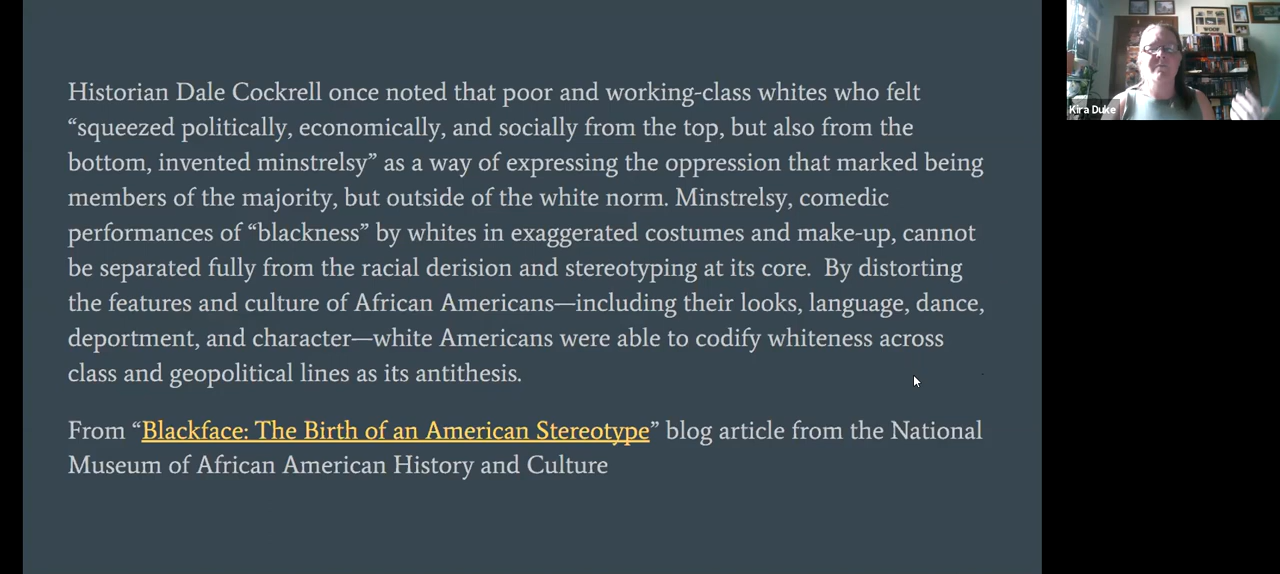 Historian Dale Cockrell once noted that poor and working-class whites who felt
“squeezed politically, economically, and socially from the top, but also from the
bottom, invented minstrelsy” as a way of expressing the oppression that marked being
members of the majority, but outside of the white norm. Minstrelsy, comedic
performances of “blackness” by whites in exaggerated costumes and make-up, cannot
be separated fully from the racial derision and stereotyping at its core.  By distorting
the features and culture of African Americans—including their looks, language, dance,
deportment, and character—white Americans were able to codify whiteness across
class and geopolitical lines as its antithesis.
From “Blackface: The Birth of an American Stereotype” blog article from the National
Museum of African American History and Culture
WOOF
Kira Duke